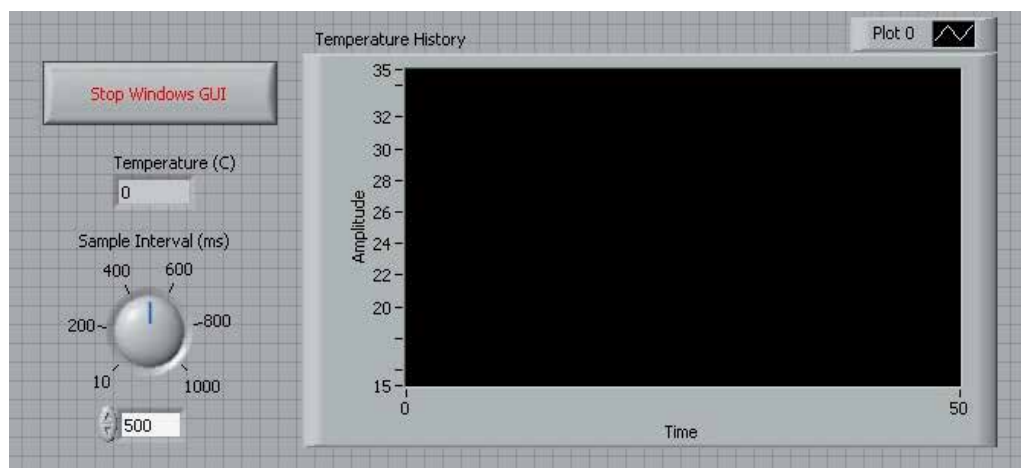 Temperature History
Plot 0
Stop Windows GUI
Temperature (C)
0
Sample Interval (ms)
400 600
200 800
10 1000
500
35
32
30
28
26
24
22
20
15
Amplitude
0 50
Time